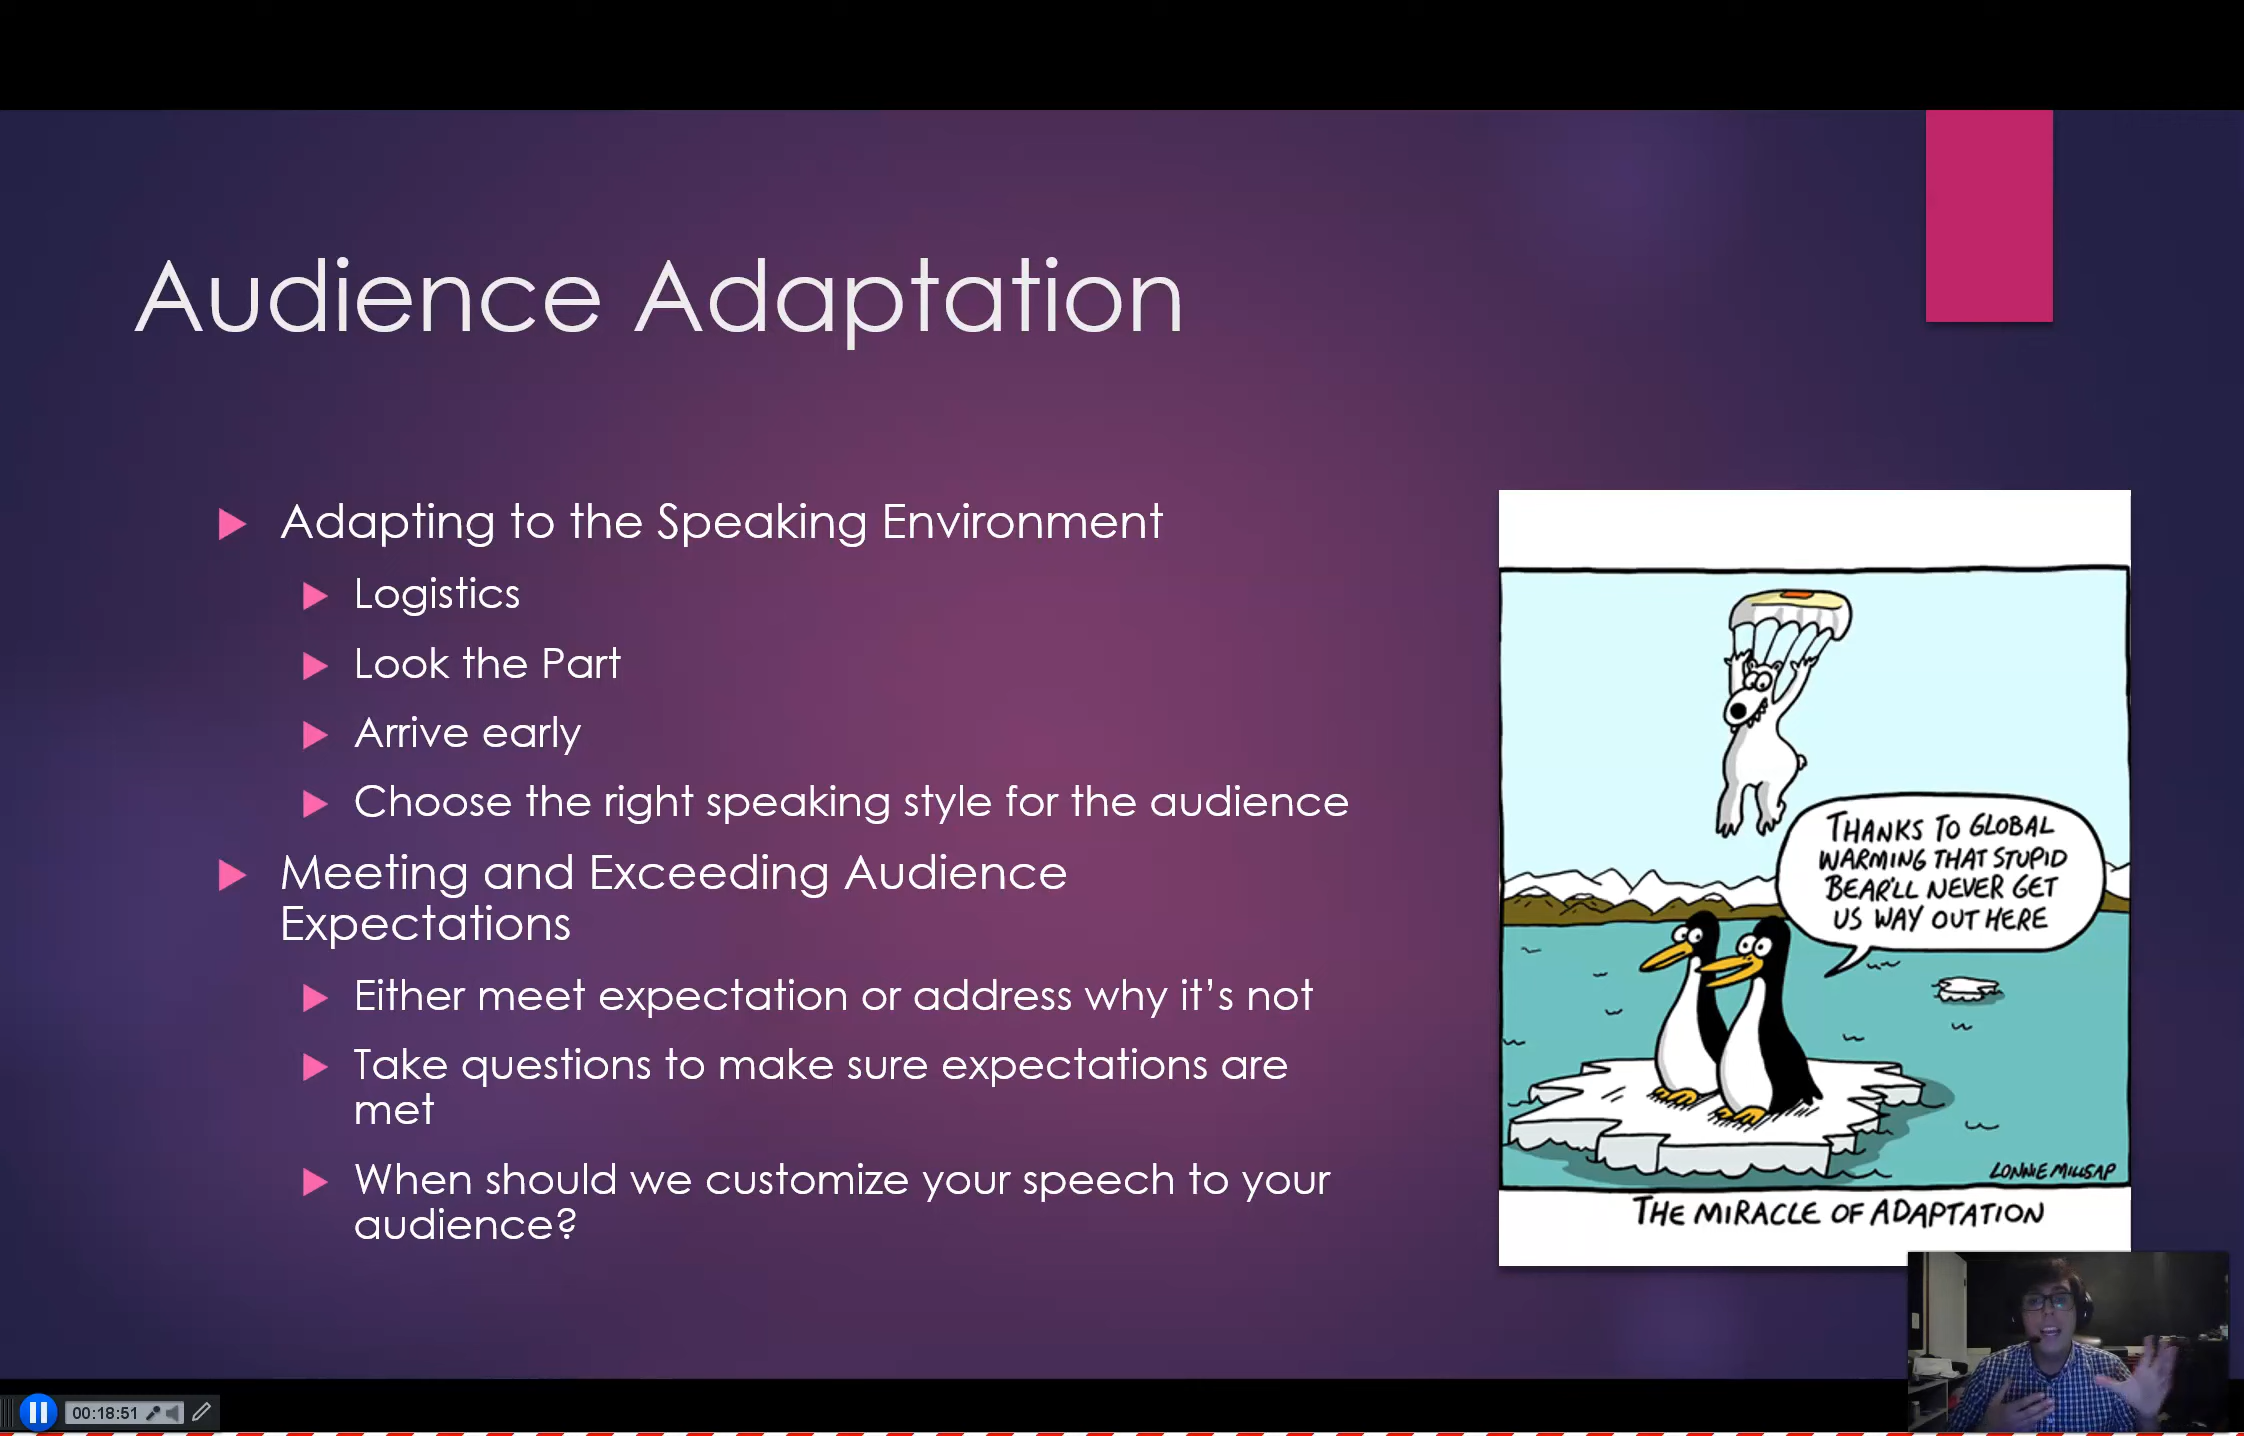 Audience Adaptation
Adapting to the Speaking Environment
Logistics
Look the Part
Arrive early
Choose the right speaking style for the audience
Meeting and Exceeding Audience
Expectations
Either meet expectation or address why it's not
Take questions to make sure expectations are
met
When should we customize your speech to your
audience?
THANKS TO GLOBAL
WARMING THAT STUPID
BEAR'LL NEVER GET
US WAY OUT HERE
LONNIE MILLSAP
THE MIRACLE OF ADAPTATION
00:18:51